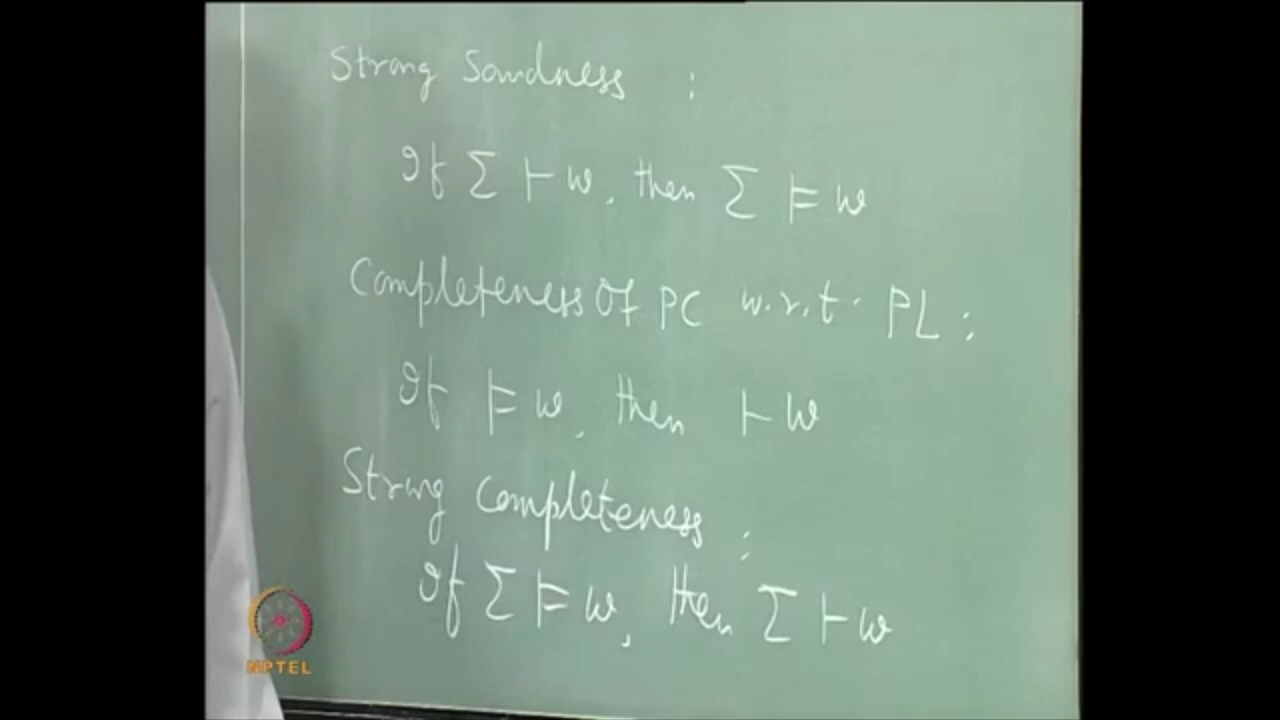 Strong Soundness :
If Σ ⊢ w, then Σ ⊨ w
Completeness Of PC w.r.t. PL :
If ⊨ w, then ⊢ w
Strong Completeness :
If Σ ⊨ w, then Σ ⊢ w
NPTEL